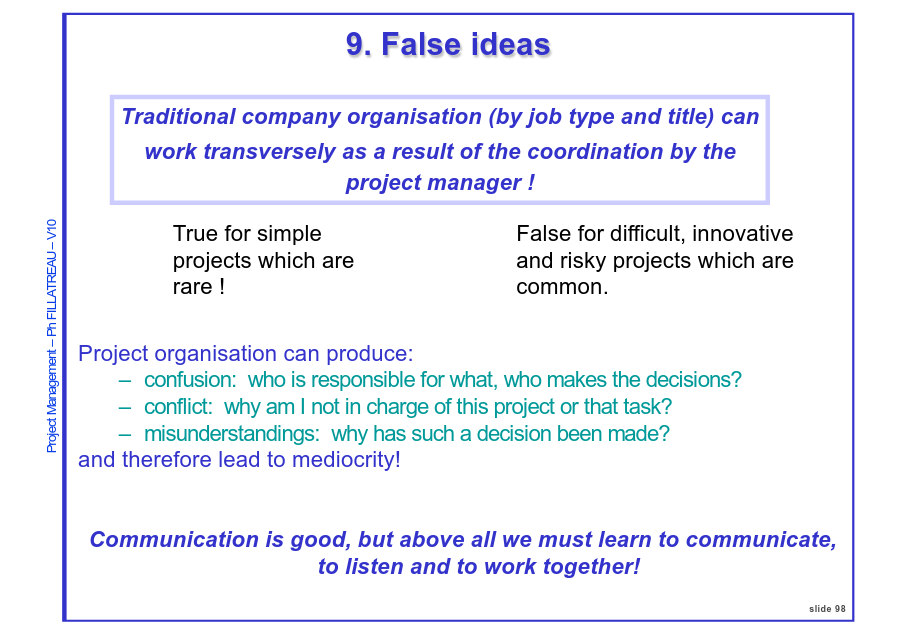 9. False ideas
Traditional company organisation (by job type and title) can
work transversely as a result of the coordination by the
project manager !
True for simple
projects which are
rare !
False for difficult, innovative
and risky projects which are
common.
Project organisation can produce:
– confusion: who is responsible for what, who makes the decisions?
– conflict: why am I not in charge of this project or that task?
– misunderstandings: why has such a decision been made?
and therefore lead to mediocrity!
Communication is good, but above all we must learn to communicate,
to listen and to work together!
slide 98
Project Management – Ph FILLATREAU – V10